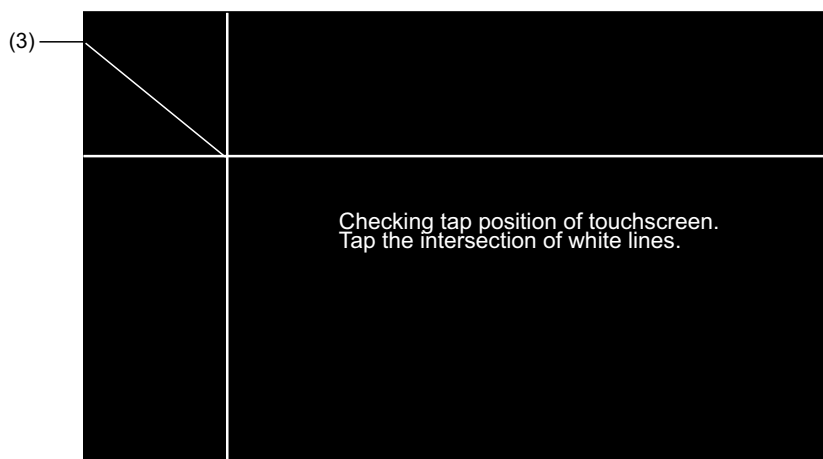 (3)
Checking tap position of touchscreen.
Tap the intersection of white lines.